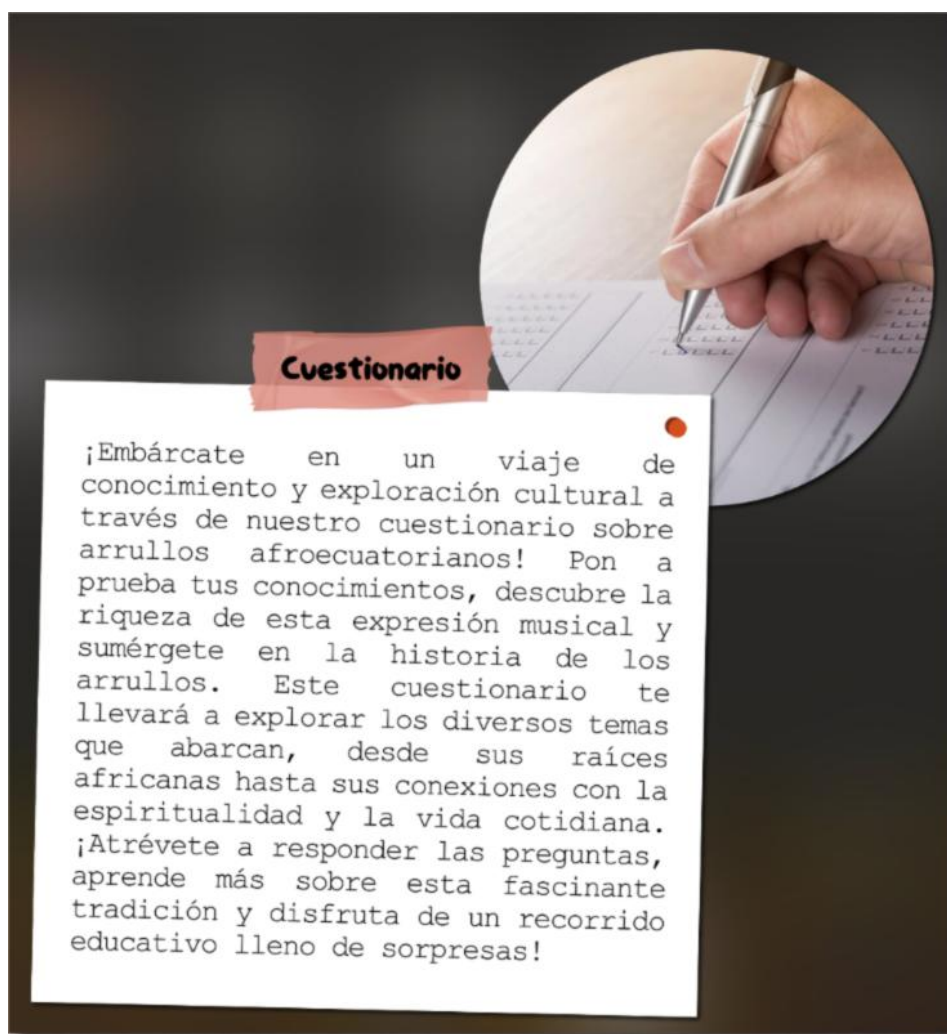 Cuestionario
¡Embárcate en un viaje de
conocimiento y exploración cultural a
través de nuestro cuestionario sobre
arrullos afroecuatorianos! Pon a
prueba tus conocimientos, descubre la
riqueza de esta expresión musical y
sumérgete en la historia de los
arrullos. Este cuestionario te
llevará a explorar los diversos temas
que abarcan, desde sus raíces
africanas hasta sus conexiones con la
espiritualidad y la vida cotidiana.
¡Atrévete a responder las preguntas,
aprende más sobre esta fascinante
tradición y disfruta de un recorrido
educativo lleno de sorpresas!